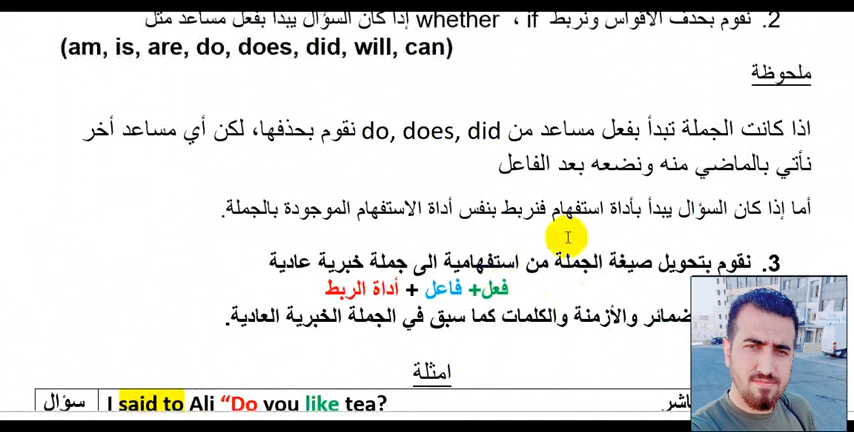 2. نقوم بحذف الاقواس ونربط whether ، if إذا كان السؤال يبدأ بفعل مساعد مثل
(am, is, are, do, does, did, will, can)
ملحوظة
اذا كانت الجملة تبدأ بفعل مساعد من do, does, did نقوم بحذفها، لكن أي مساعد أخر
نأتي بالماضي منه ونضعه بعد الفاعل
أما إذا كان السؤال يبدأ بأداة استفهام فنربط بنفس أداة الاستفهام الموجودة بالجملة.
3. نقوم بتحويل صيغة الجملة من استفهامية الى جملة خبرية عادية
أداة الربط + فاعل +فعل
والأزمنة والكلمات كما سبق في الجملة الخبرية العادية.
امثلة
سؤال I said to Ali “Do you like tea?